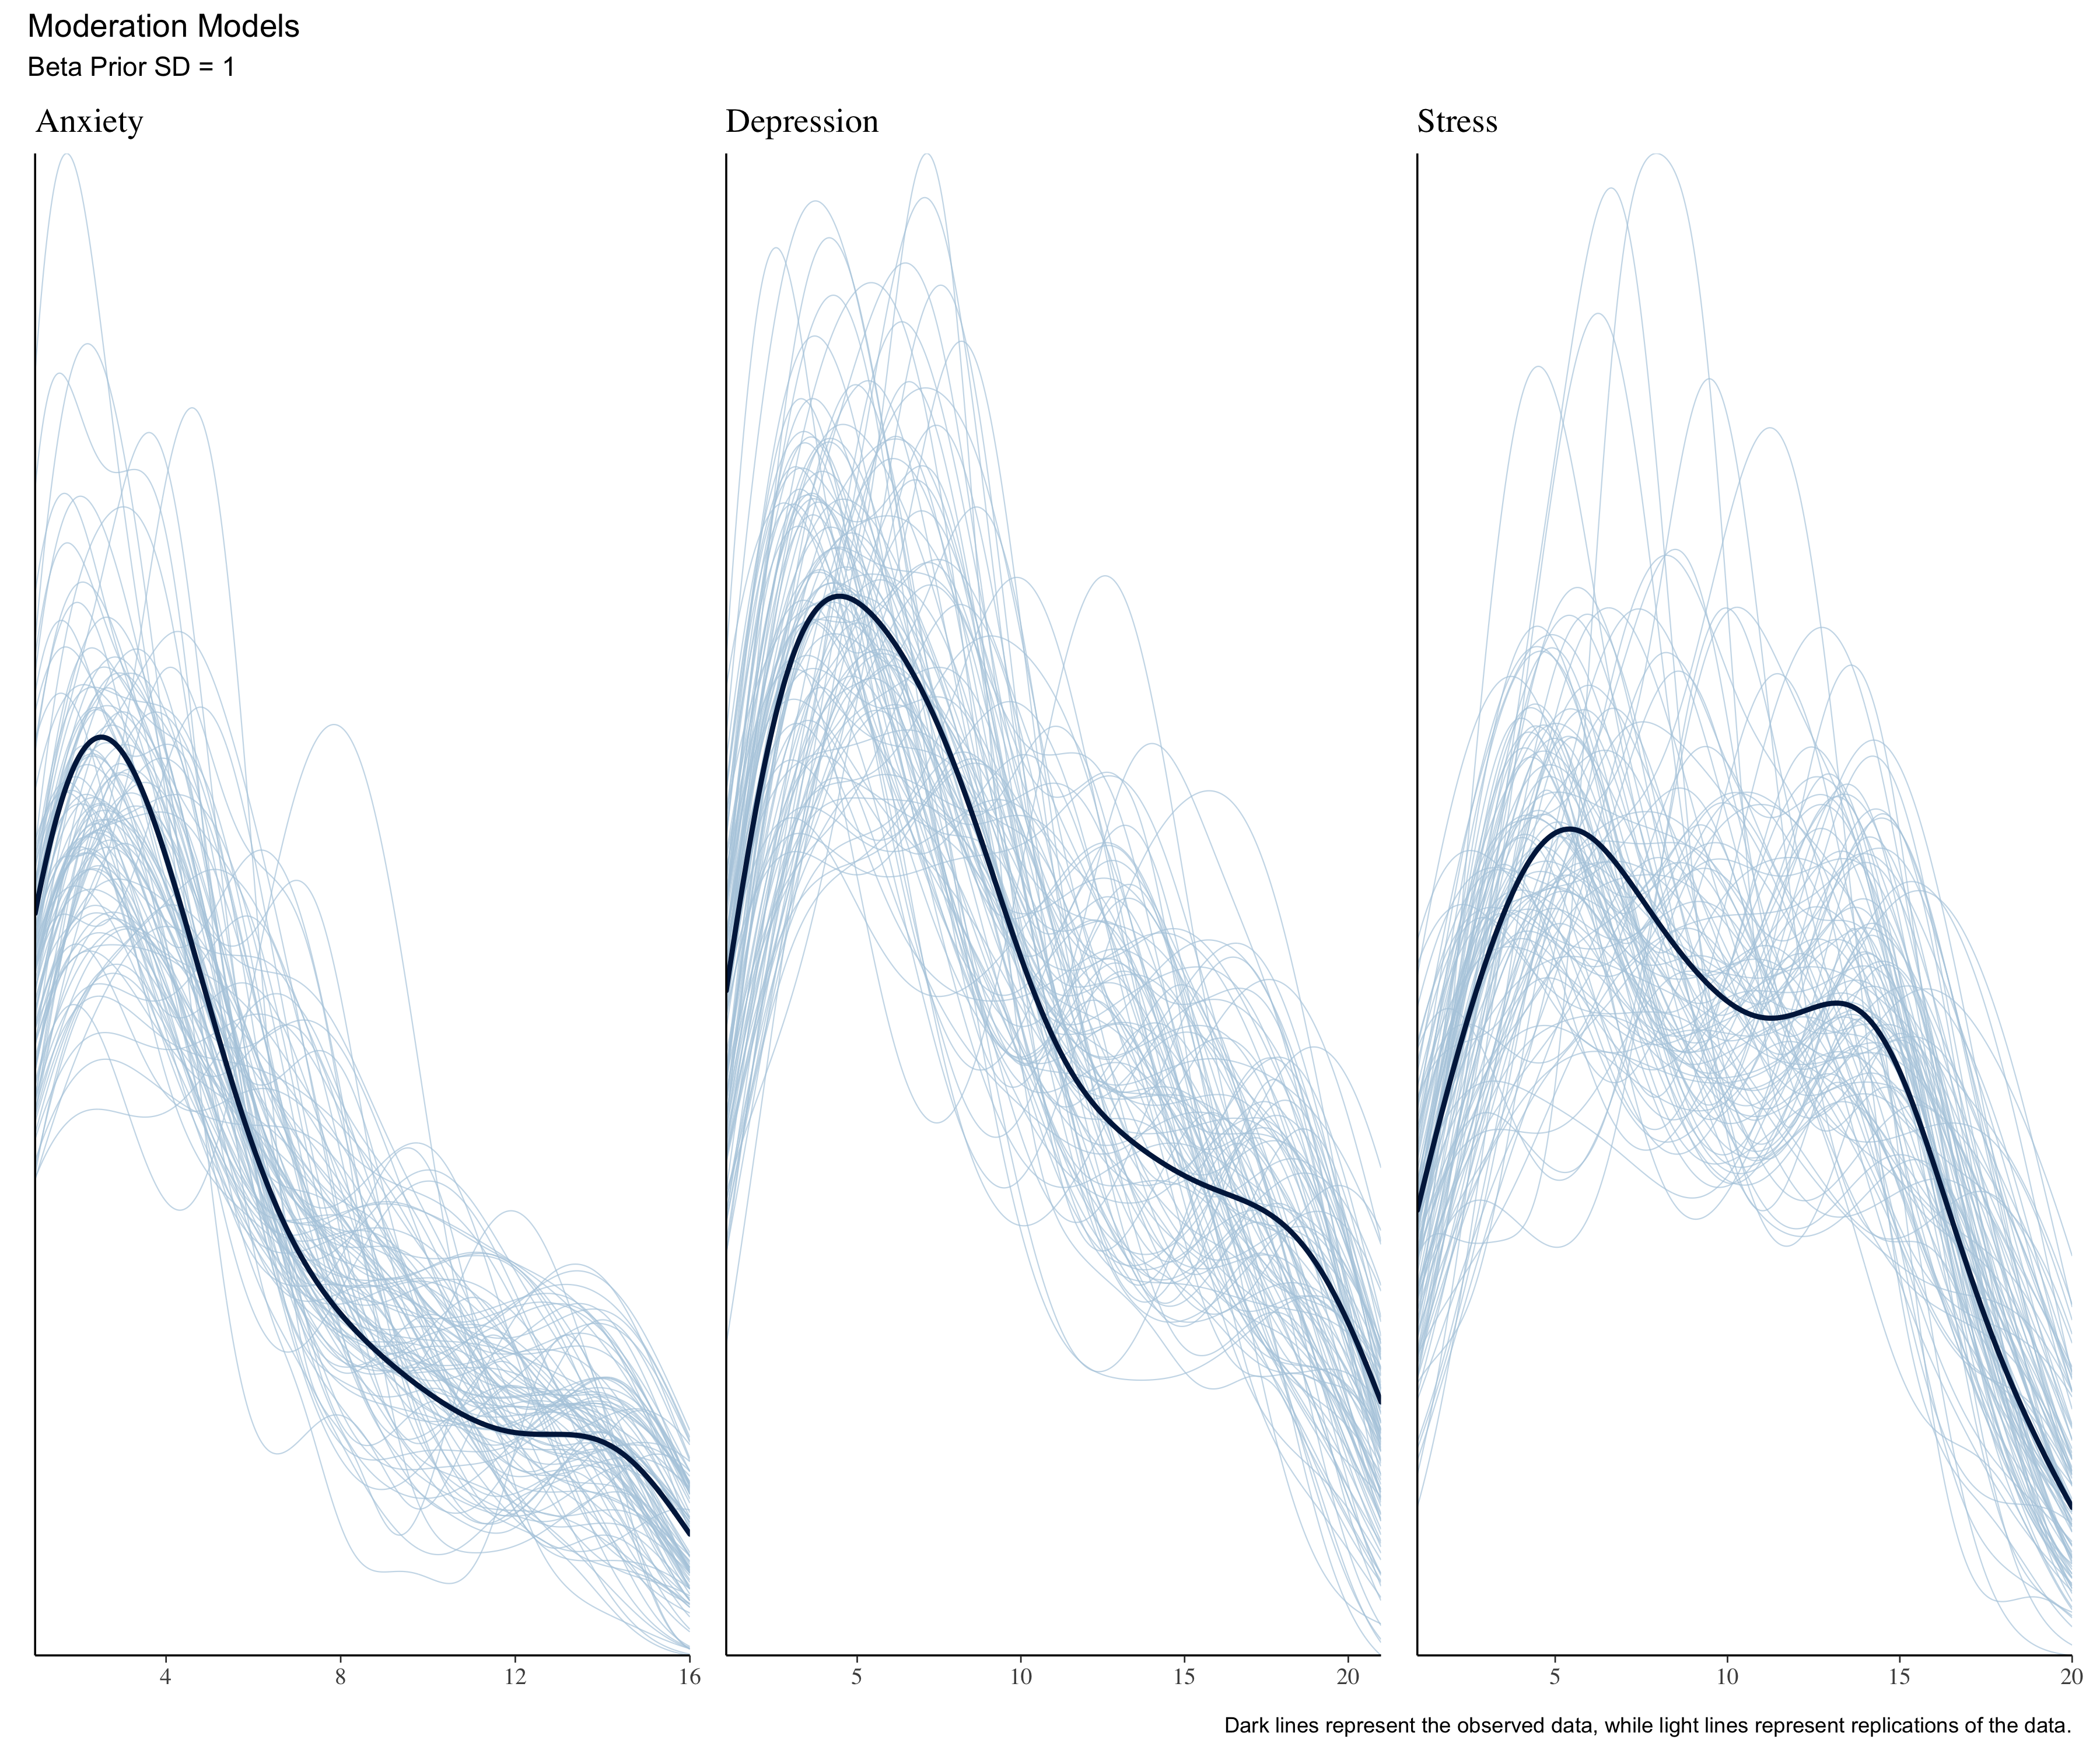 Moderation Models
Beta Prior SD = 1
Anxiety
Depression
Stress
4 8 12 16
5 10 15 20
5 10 15 20
Dark lines represent the observed data, while light lines represent replications of the data.